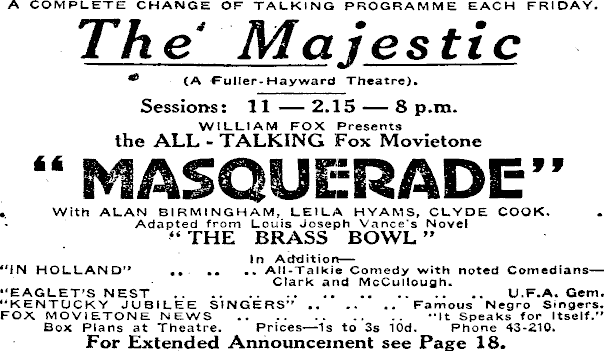 A COMPLETE CHANGE OF TALKING PROGRAMME EACH FRIDAY.
The Majestic
(A Fuller-Hayward Theatre).
Sessions: 11 — 2.15 — 8 p.m.
WILLIAM FOX Presents
the ALL - TALKING Fox Movietone
“MASQUERADE”
With ALAN BIRMINGHAM, LEILA HYAMS, CLYDE COOK.
Adapted from Louis Joseph Vance's Novel
“THE BRASS BOWL”
In Addition—
“IN HOLLAND” .. .. .. All-Talkie Comedy with noted Comedians—
Clark and McCullough.
“EAGLET'S NEST .. .. .. .. .. .. .. .. .. U.F.A. Gem.
“KENTUCKY JUBILEE SINGERS” .. .. .. Famous Negro Singers.
FOX MOVIETONE NEWS .. .. .. .. .. “It Speaks for Itself.”
Box Plans at Theatre. Prices—1s to 3s 10d. Phone 43-210.
For Extended Announcement see Page 18.